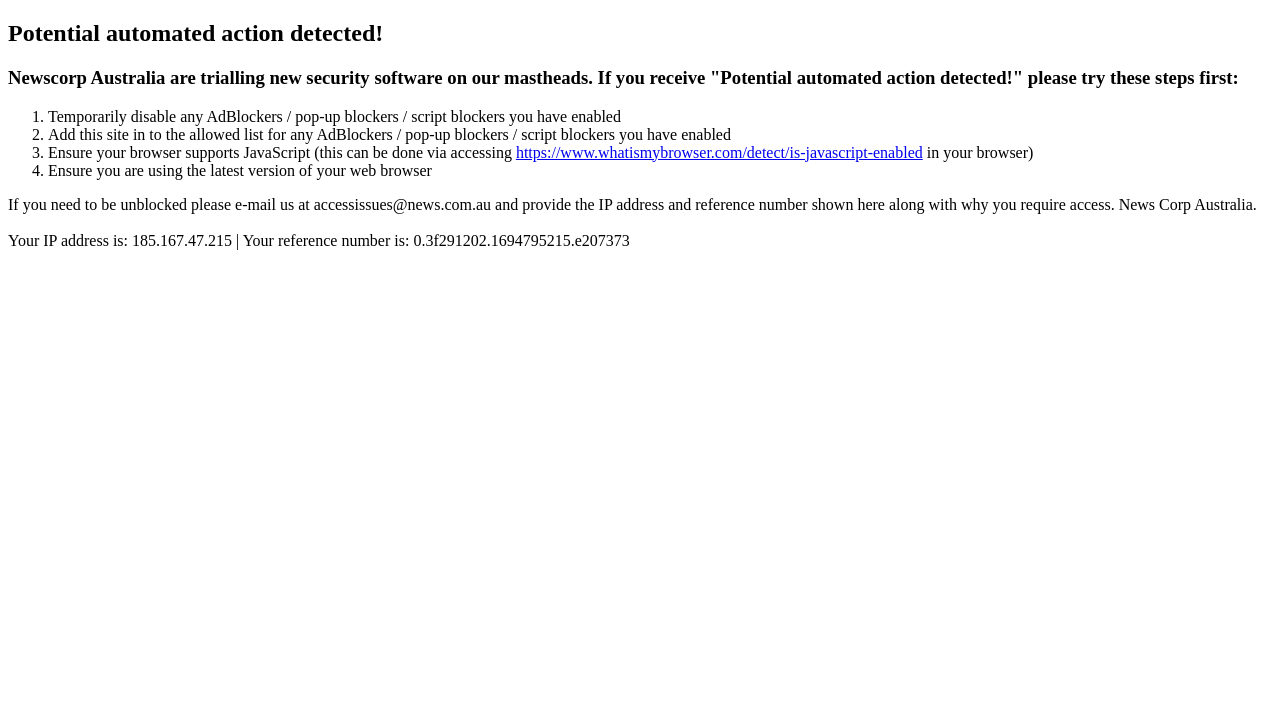 Potential automated action detected!
Newscorp Australia are trialling new security software on our mastheads. If you receive "Potential automated action detected!" please try these steps first:
1. Temporarily disable any AdBlockers / pop-up blockers / script blockers you have enabled
2. Add this site in to the allowed list for any AdBlockers / pop-up blockers / script blockers you have enabled
3. Ensure your browser supports JavaScript (this can be done via accessing https://www.whatismybrowser.com/detect/is-javascript-enabled in your browser)
4. Ensure you are using the latest version of your web browser
If you need to be unblocked please e-mail us at accessissues@news.com.au and provide the IP address and reference number shown here along with why you require access. News Corp Australia.
Your IP address is: 185.167.47.215 | Your reference number is: 0.3f291202.1694795215.e207373